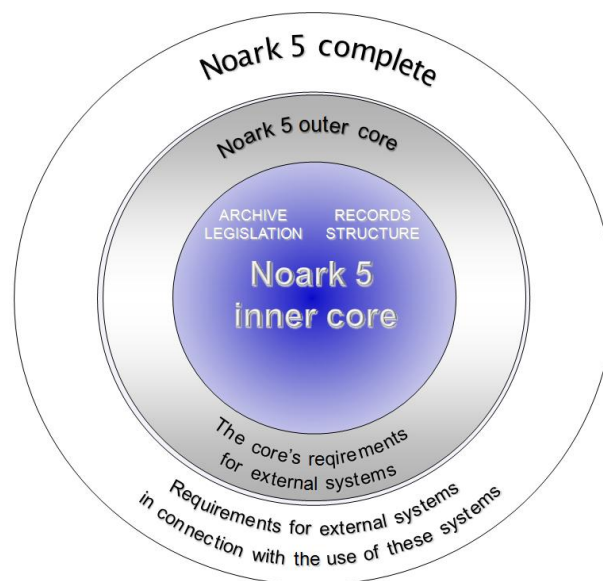 Noark 5 complete
Noark 5 outer core
ARCHIVE LEGISLATION
RECORDS STRUCTURE
Noark 5
inner core
The core's reqirements
for external systems
Requirements for external systems
in connection with the use of these systems